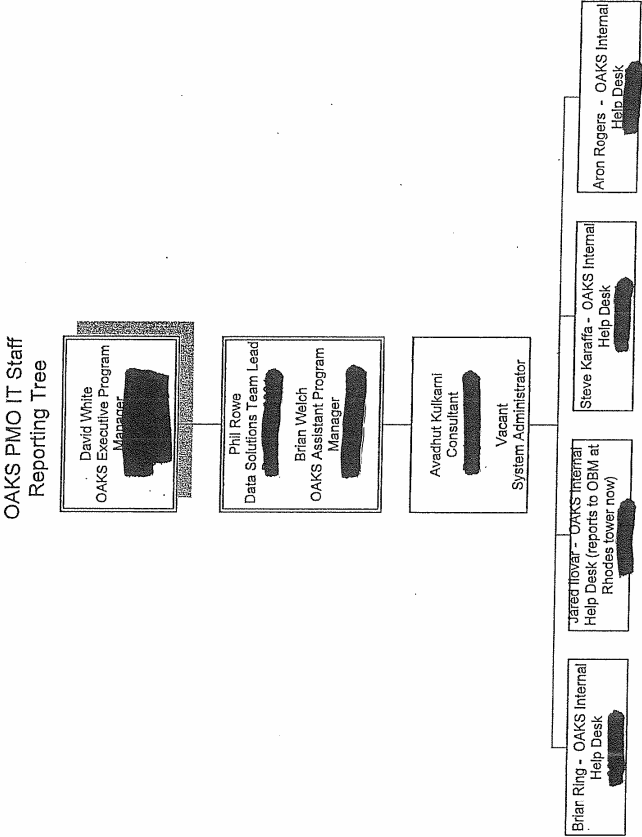 OAKS PMO IT Staff
Reporting Tree
David White
OAKS Executive Program
Manager
Phil Rowe
Data Solutions Team Lead
Brian Welch
OAKS Assistant Program
Manager
Avadhut Kulkarni
Consultant
Vacant
System Administrator
Brian Ring - OAKS Internal
Help Desk
Jared Ilovar - OAKS Internal
Help Desk (reports to OBM at
Rhodes tower now)
Steve Karaffa - OAKS Internal
Help Desk
Aron Rogers - OAKS Internal
Help Desk